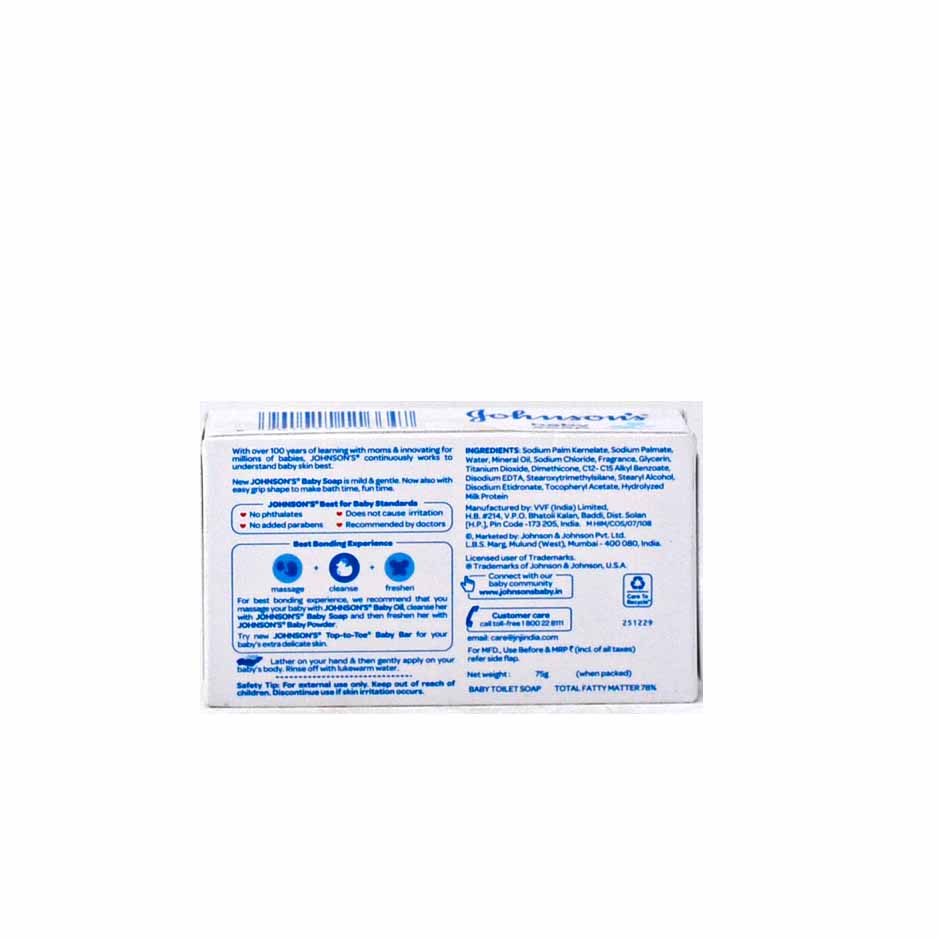 Johnson's
baby
With over 100 years of learning with moms & innovating for
millions of babies, JOHNSON'S® continuously works to
understand baby skin best.
New JOHNSON'S® Baby Soap is mild & gentle. Now also with
easy grip shape to make bath time, fun time.
JOHNSON'S® Best for Baby Standards
No phthalates
Does not cause irritation
No added parabens
Recommended by doctors
Best Bonding Experience
+ +
massage cleanse freshen
For best bonding experience, we recommend that you
massage your baby with JOHNSON'S® Baby Oil, cleanse her
with JOHNSON'S® Baby Soap and then freshen her with
JOHNSON'S® Baby Powder.
Try new JOHNSON'S® Top-to-Toe® Baby Bar for your
baby's extra delicate skin.
Lather on your hand & then gently apply on your
baby's body. Rinse off with lukewarm water.
Safety Tip: For external use only. Keep out of reach of
children. Discontinue use if skin irritation occurs.
INGREDIENTS: Sodium Palm Kernelate, Sodium Palmate,
Water, Mineral Oil, Sodium Chloride, Fragrance, Glycerin,
Titanium Dioxide, Dimethicone, C12- C15 Alkyl Benzoate,
Disodium EDTA, Stearoxytrimethylsilane, Stearyl Alcohol,
Disodium Etidronate, Tocopheryl Acetate, Hydrolyzed
Milk Protein
Manufactured by: VVF (India) Limited,
H.B. #214, V.P.O. Bhatoli Kalan, Baddi, Dist. Solan
[H.P.], Pin Code -173 205, India. M HIM/COS/07/108
©, Marketed by: Johnson & Johnson Pvt. Ltd.
L.B.S. Marg, Mulund (West), Mumbai - 400 080, India.
Licensed user of Trademarks.
® Trademarks of Johnson & Johnson, U.S.A.
Connect with our
baby community
www.johnsonsbaby.in
Care To
Recycle®
Customer care
call toll-free 1 800 22 8111
251229
email: care@jnjindia.com
For MFD., Use Before & MRP ₹ (incl. of all taxes)
refer side flap.
Net weight : 75g (when packed)
BABY TOILET SOAP TOTAL FATTY MATTER 78%